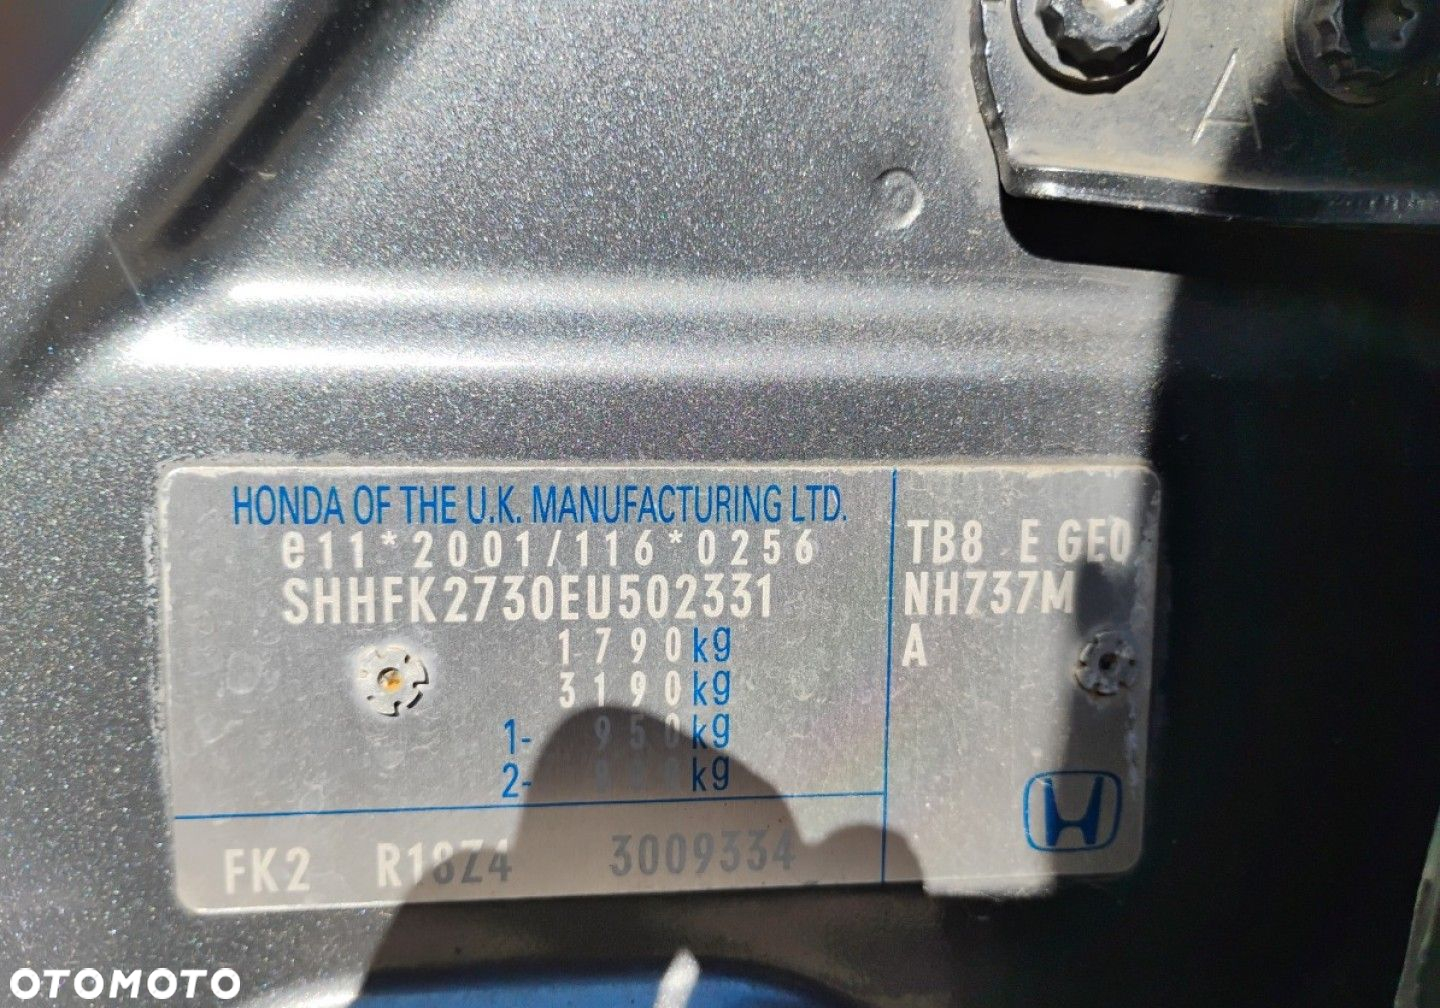 HONDA OF THE U.K. MANUFACTURING LTD.
e11*2001/116*0256
SHHFK2730EU502331
1790kg
3190kg
1- 950kg
2- kg
FK2 R18Z4 3009334
TB8 E GE0
NH737M
A
OTOMOTO